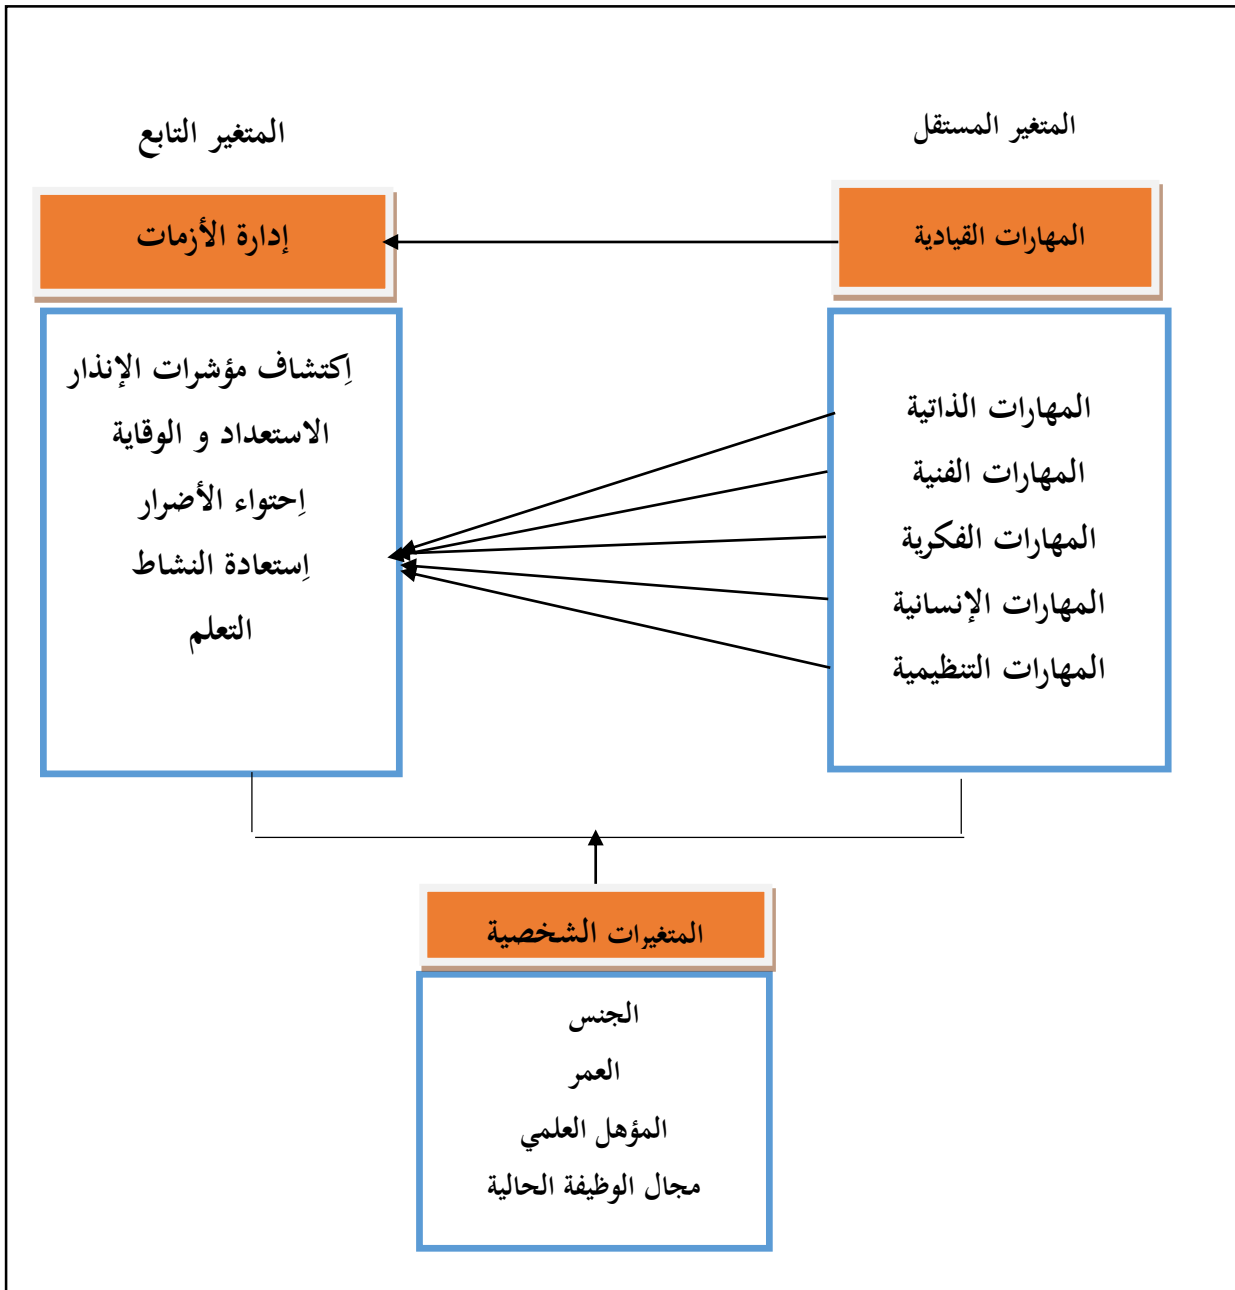 المتغير المستقل
المتغير التابع
المهارات القيادية
إدارة الأزمات
المهارات الذاتية
المهارات الفنية
المهارات الفكرية
المهارات الإنسانية
المهارات التنظيمية
اِكتشاف مؤشرات الإنذار
الاستعداد و الوقاية
اِحتواء الأضرار
اِستعادة النشاط
التعلم
المتغيرات الشخصية
الجنس
العمر
المؤهل العلمي
مجال الوظيفة الحالية